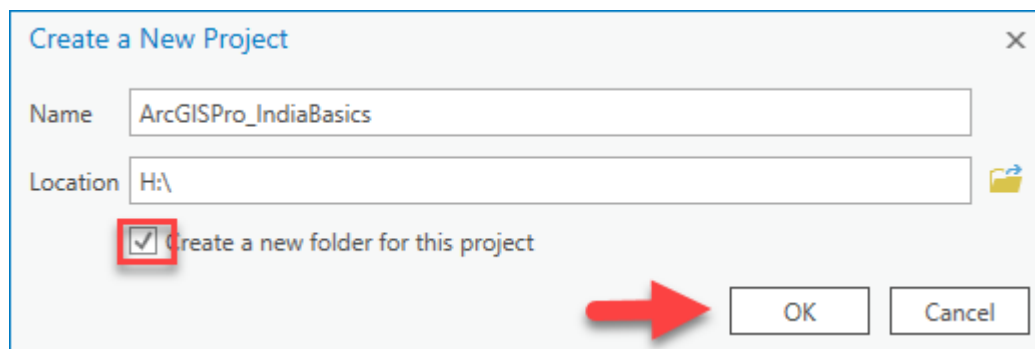 Create a New Project
Name ArcGISPro_IndiaBasics
Location H:\
Create a new folder for this project
OK Cancel